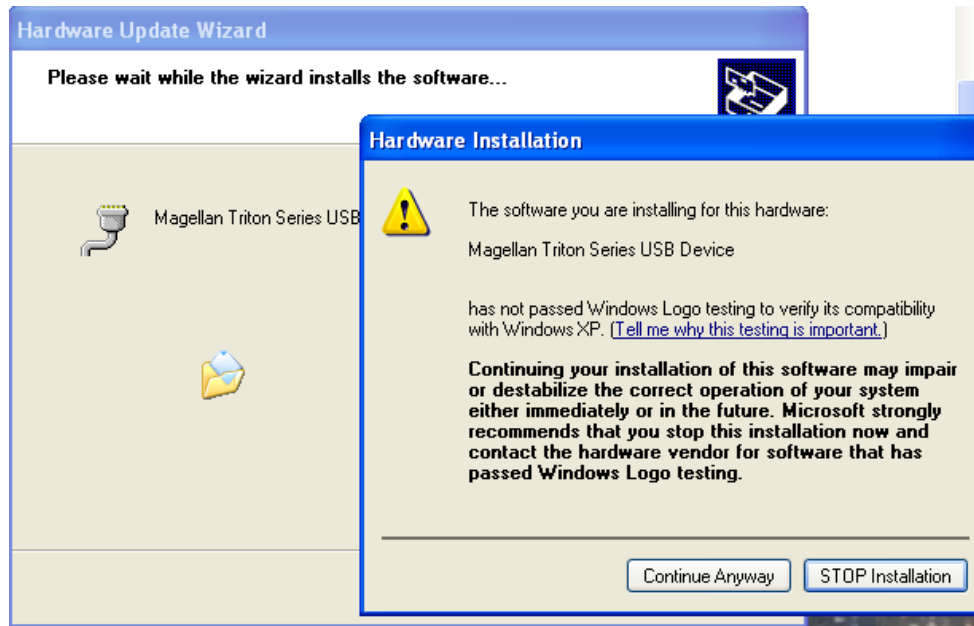 Hardware Update Wizard
Please wait while the wizard installs the software...
Hardware Installation
Magellan Triton Series USB
The software you are installing for this hardware:
Magellan Triton Series USB Device
has not passed Windows Logo testing to verify its compatibility
with Windows XP. (Tell me why this testing is important.)
Continuing your installation of this software may impair
or destabilize the correct operation of your system
either immediately or in the future. Microsoft strongly
recommends that you stop this installation now and
contact the hardware vendor for software that has
passed Windows Logo testing.
Continue Anyway
STOP Installation